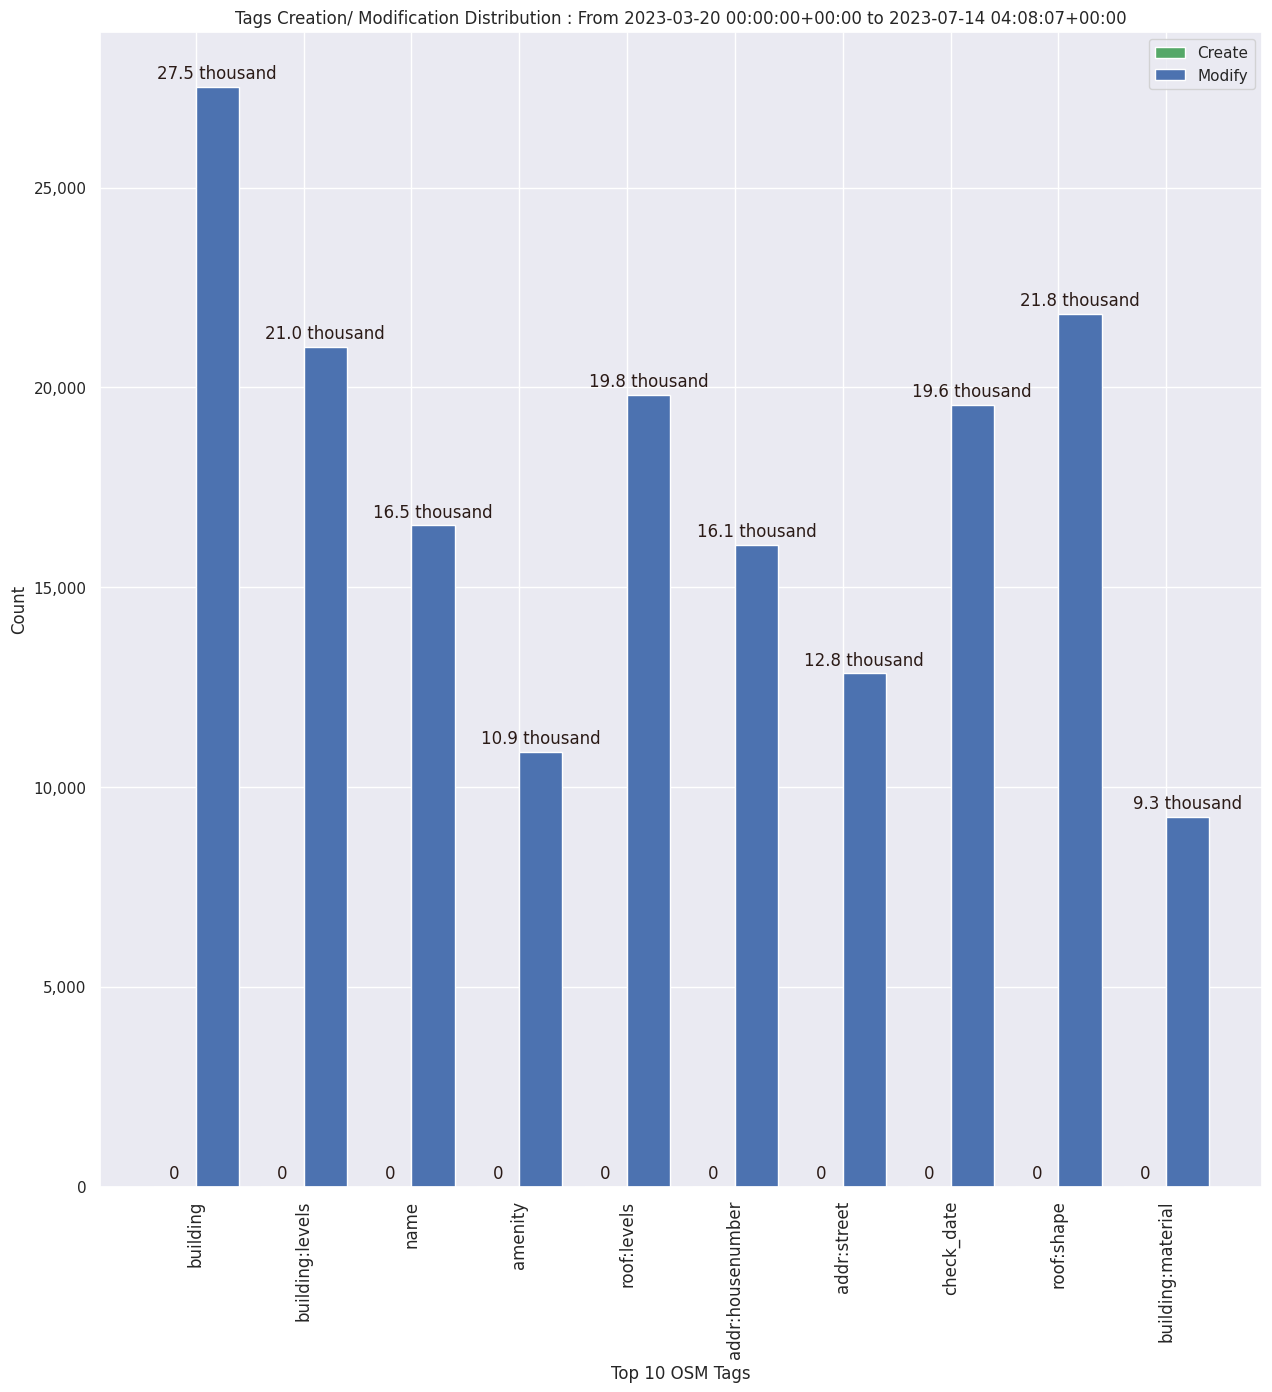 Tags Creation/ Modification Distribution : From 2023-03-20 00:00:00+00:00 to 2023-07-14 04:08:07+00:00
Create
Modify
27.5 thousand
21.0 thousand
16.5 thousand
10.9 thousand
19.8 thousand
16.1 thousand
12.8 thousand
19.6 thousand
21.8 thousand
9.3 thousand
0
0
0
0
0
0
0
0
0
0
25,000
20,000
15,000
10,000
5,000
0
Count
building
building:levels
name
amenity
roof:levels
addr:housenumber
addr:street
check_date
roof:shape
building:material
Top 10 OSM Tags